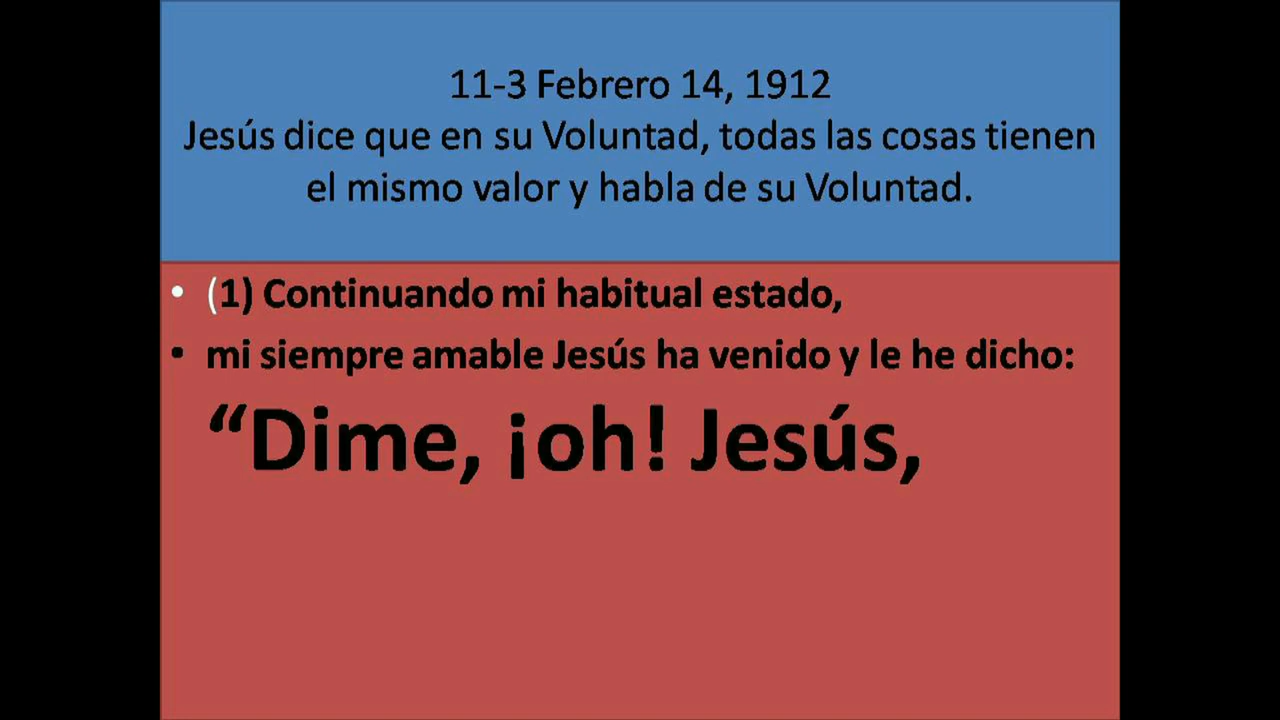 11-3 Febrero 14, 1912
Jesús dice que en su Voluntad, todas las cosas tienen
el mismo valor y habla de su Voluntad.
• (1) Continuando mi habitual estado,
• mi siempre amable Jesús ha venido y le he dicho:
“Dime, ¡oh! Jesús,